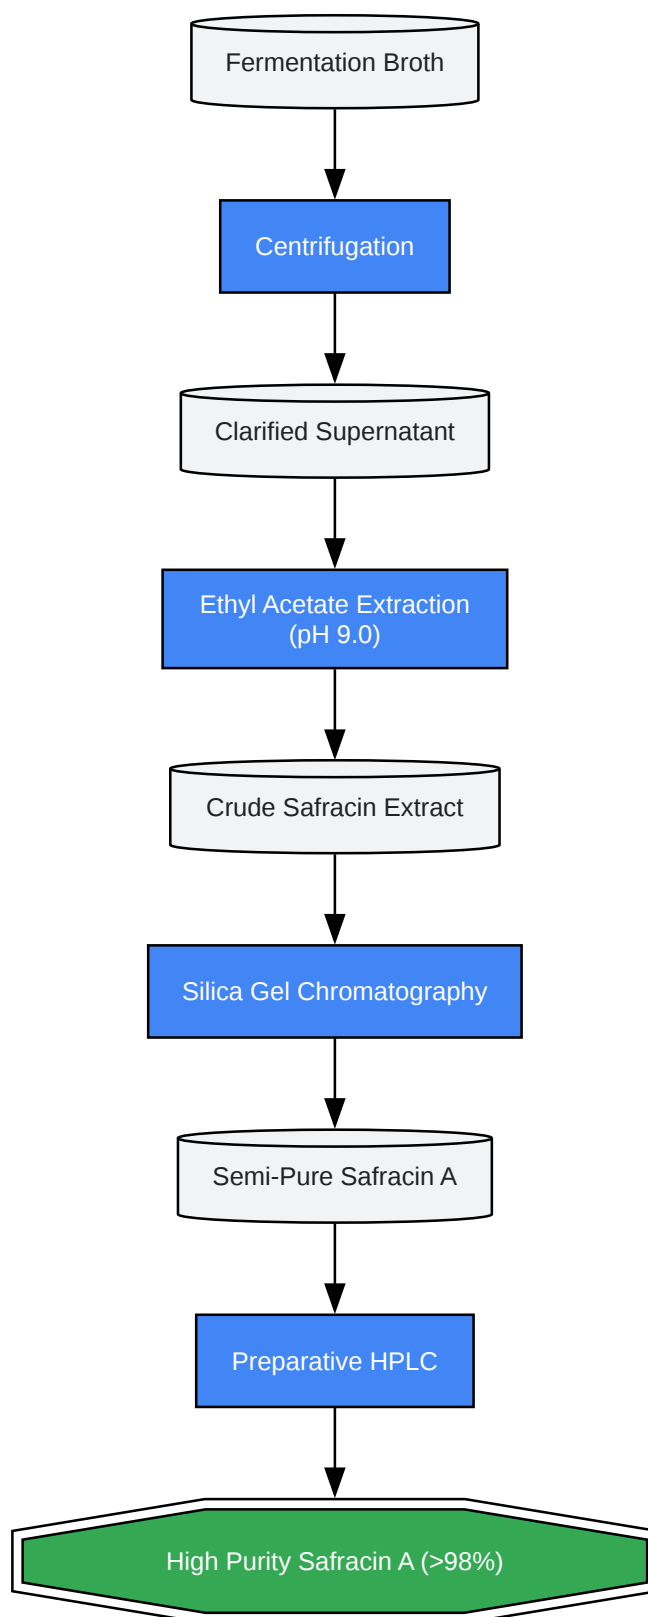 Fermentation Broth
Centrifugation
Clarified Supernatant
Ethyl Acetate Extraction
(pH 9.0)
Crude Safracin Extract
Silica Gel Chromatography
Semi-Pure Safracin A
Preparative HPLC
High Purity Safracin A (>98%)